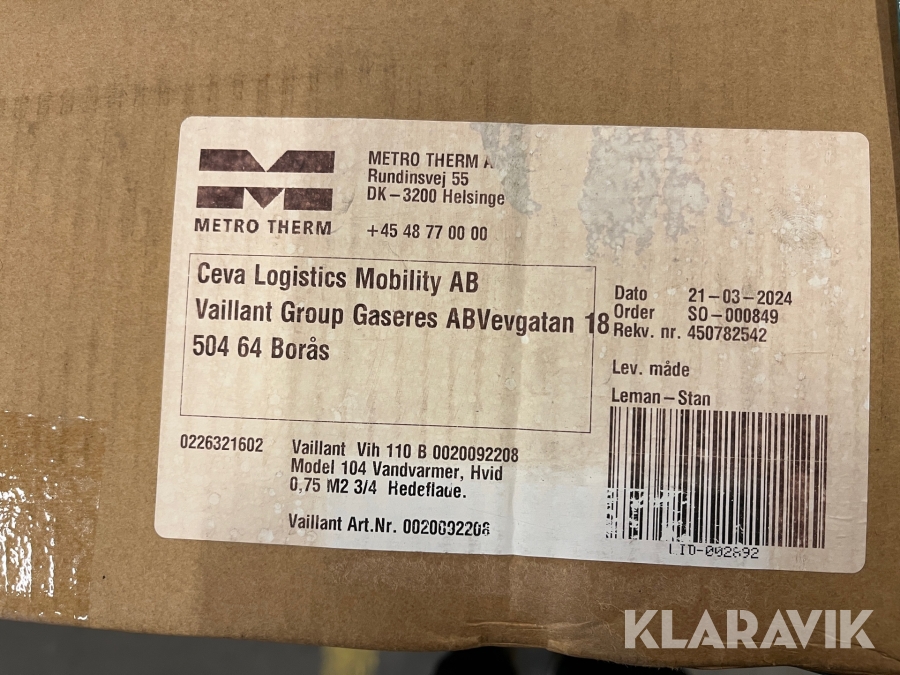 METRO THERM
METRO THERM A
Rundinsvej 55
DK-3200 Helsinge
+45 48 77 00 00
Ceva Logistics Mobility AB
Vaillant Group Gaseres ABVevgatan 18
504 64 Borås
Dato 21-03-2024
Order SO-000849
Rekv. nr. 450782542
Lev. måde
Leman-Stan
0226321602 Vaillant Vih 110 B 0020092208
Model 104 Vandvarmer, Hvid
0,75 M2 3/4 Hedeflade.
Vaillant Art.Nr. 0020092208
LID-002892
KLARAVIK